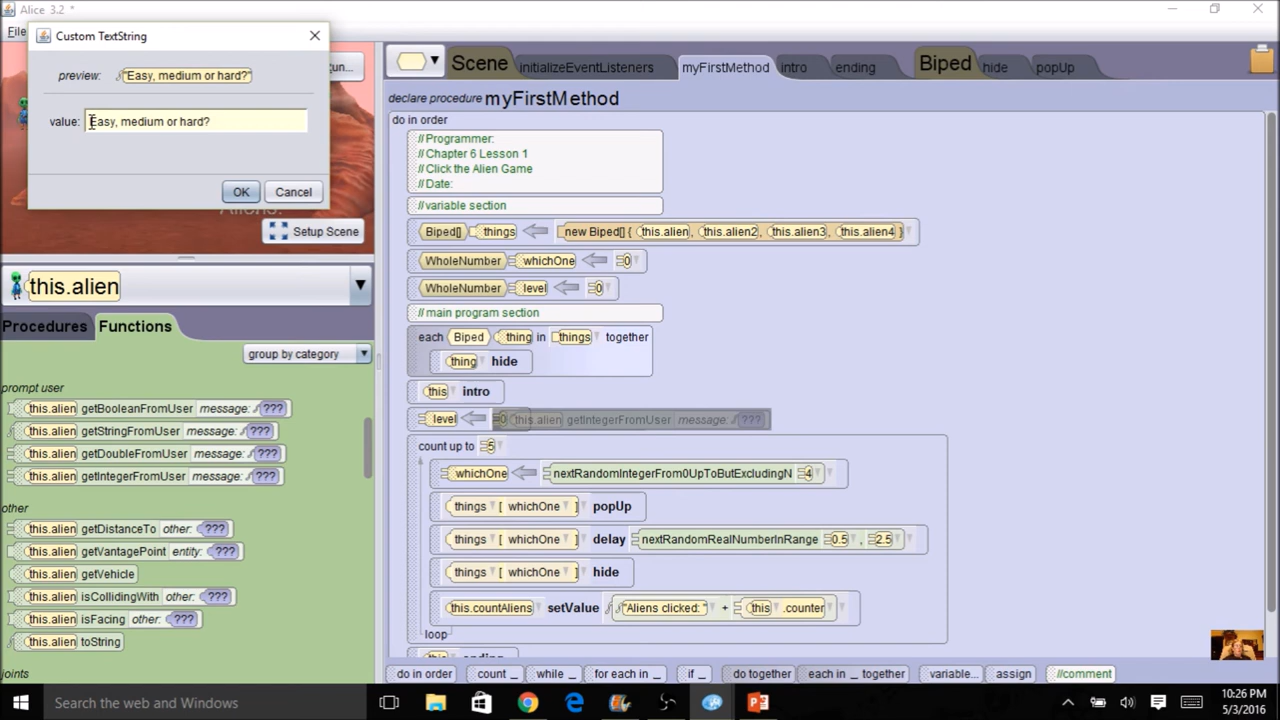 Alice 3.2 *
File
Custom TextString
preview: "Easy, medium or hard?"
value: Easy, medium or hard?
OK Cancel
un...
Aliens:
Setup Scene
this.alien
Procedures Functions
group by category
prompt user
this.alien getBooleanFromUser message: ???
this.alien getStringFromUser message: ???
this.alien getDoubleFromUser message: ???
this.alien getIntegerFromUser message: ???
other
this.alien getDistanceTo other: ???
this.alien getVantagePoint entity: ???
this.alien getVehicle
this.alien isCollidingWith other: ???
this.alien isFacing other: ???
this.alien toString
joints
Scene initializeEventListeners myFirstMethod intro ending Biped hide popUp
declare procedure myFirstMethod
do in order
//Programmer:
//Chapter 6 Lesson 1
//Click the Alien Game
//Date:
//variable section
Biped[] things new Biped[] { this.alien, this.alien2, this.alien3, this.alien4 }
WholeNumber whichOne 0
WholeNumber level 0
// main program section
each Biped thing in things together
thing hide
this intro
level 0 this.alien getIntegerFromUser message: ???
count up to 5
whichOne nextRandomIntegerFrom0UpToButExcludingN 4
things [ whichOne ] popUp
things [ whichOne ] delay nextRandomRealNumberInRange 0.5 , 2.5
things [ whichOne ] hide
this.countAliens setValue "Aliens clicked: " + this .counter
loop
this ending
do in order count _ while _ for each in _ if _ do together each in _ together variable... assign //comment
Search the web and Windows
10:26 PM
5/3/2016